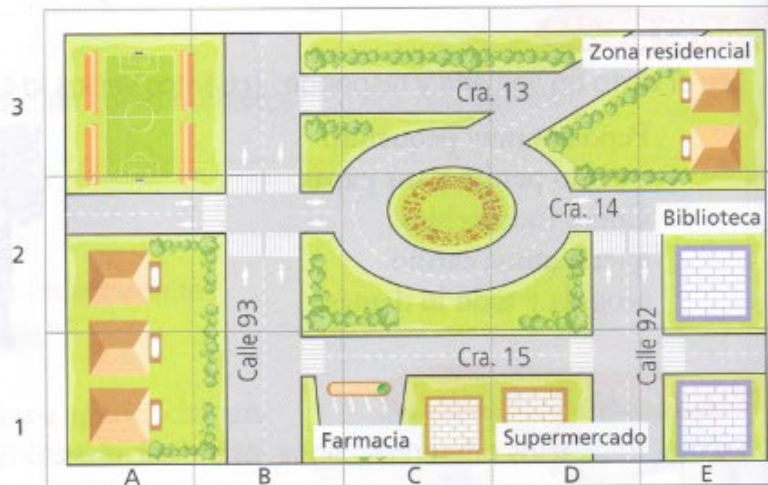 3
Zona residencial
Cra. 13
Cra. 14
2
Biblioteca
Calle 93
Calle 92
Cra. 15
1
Farmacia
Supermercado
A B C D E